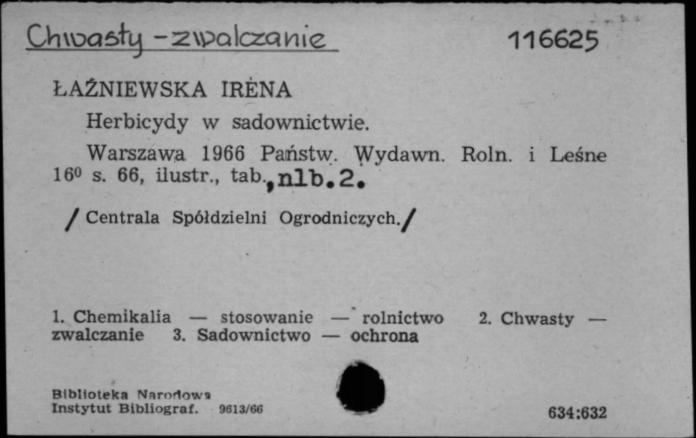 Chwasty - zwalczanie 116625
ŁAŹNIEWSKA IRENA
Herbicydy w sadownictwie.
Warszawa 1966 Państw. Wydawn. Roln. i Leśne
16⁰ s. 66, ilustr., tab., nlb. 2.
/ Centrala Spółdzielni Ogrodniczych. /
1. Chemikalia — stosowanie — rolnictwo 2. Chwasty —
zwalczanie 3. Sadownictwo — ochrona
Biblioteka Narodowa
Instytut Bibliograf. 9613/66
634:632